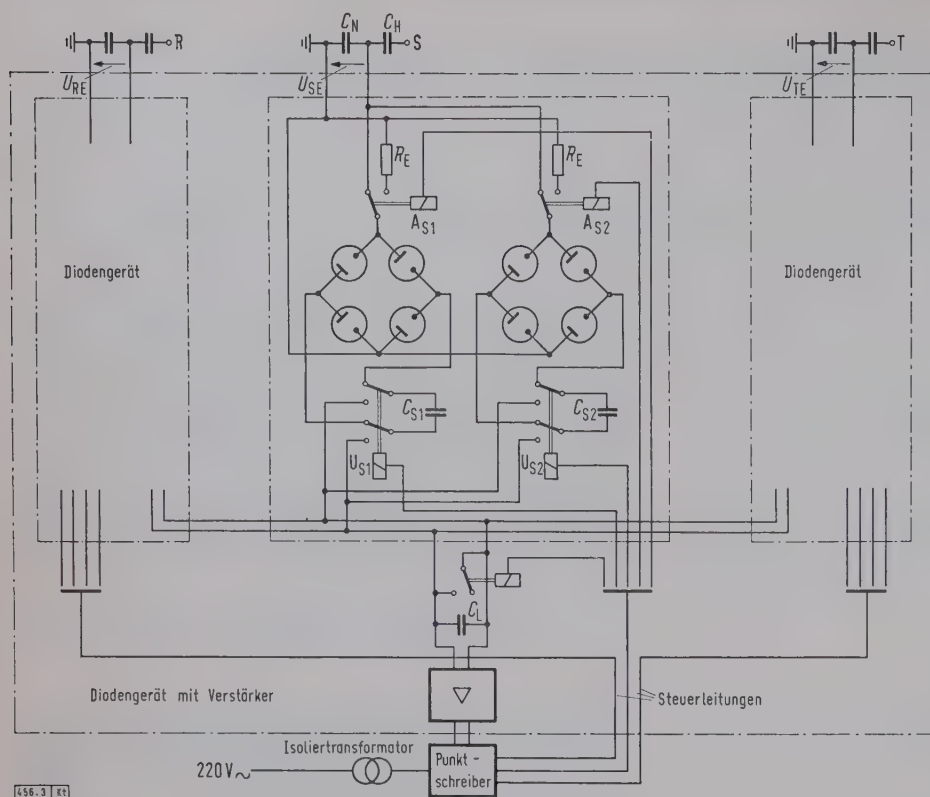 C_N
C_H
R
S
T
U_RE
U_SE
U_TE
R_E
R_E
A_S1
A_S2
Diodengerät
Diodengerät
C_S1
C_S2
U_S1
U_S2
C_L
Diodengerät mit Verstärker
Steuerleitungen
Isoliertransformator
220V~
Punkt-
schreiber
456.3 Kt